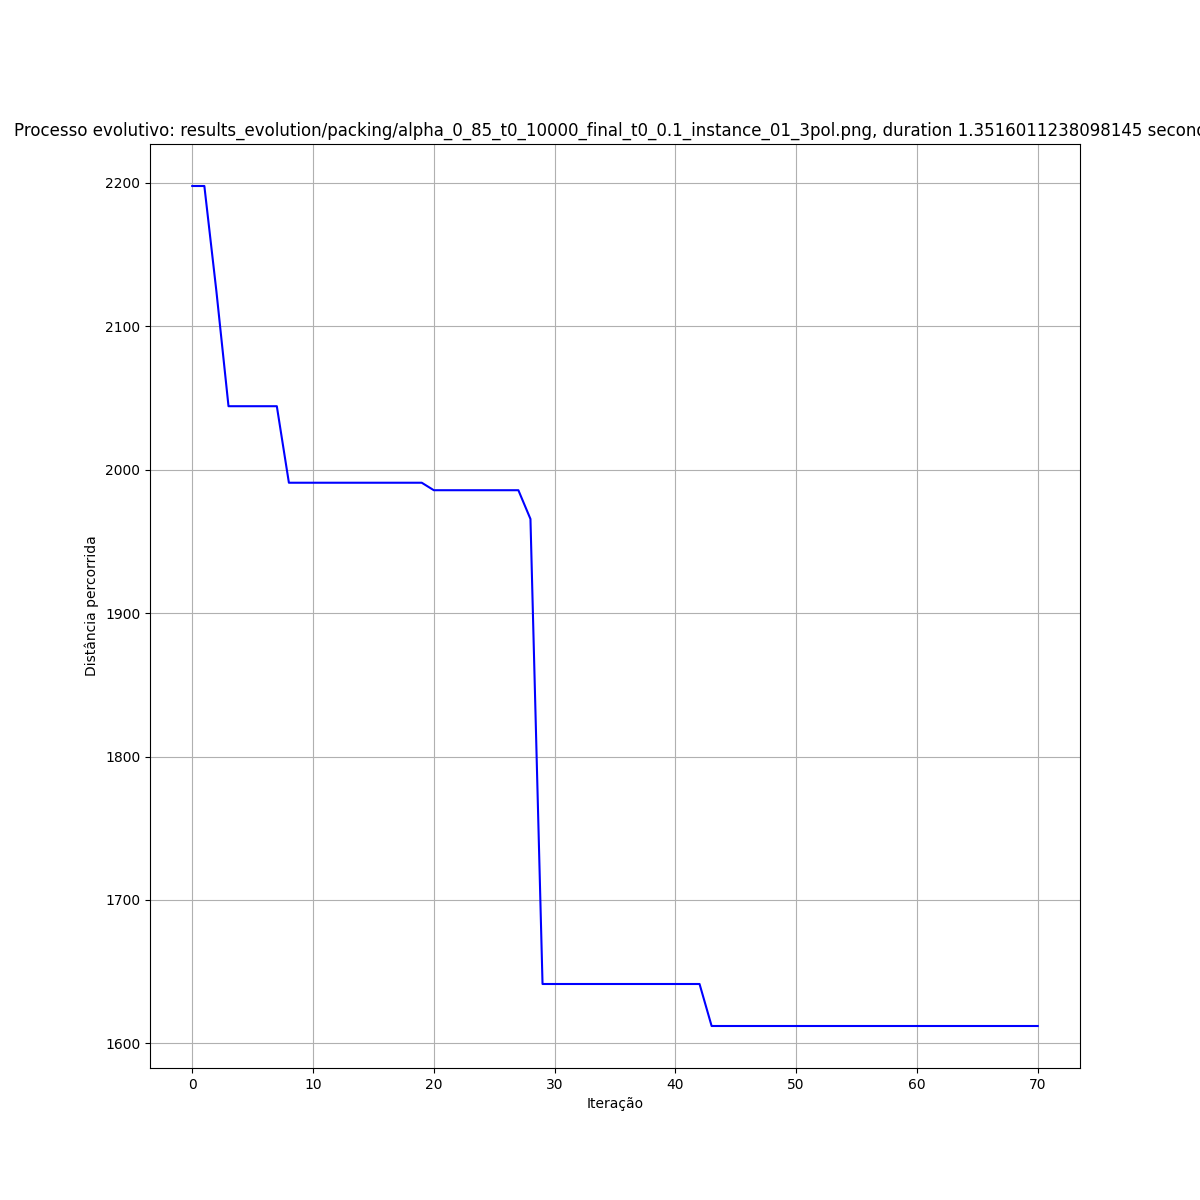 Processo evolutivo: results_evolution/packing/alpha_0_85_t0_10000_final_t0_0.1_instance_01_3pol.png, duration 1.3516011238098145
2200
2100
2000
1900
1800
1700
1600
Distância percorrida
0 10 20 30 40 50 60 70
Iteração